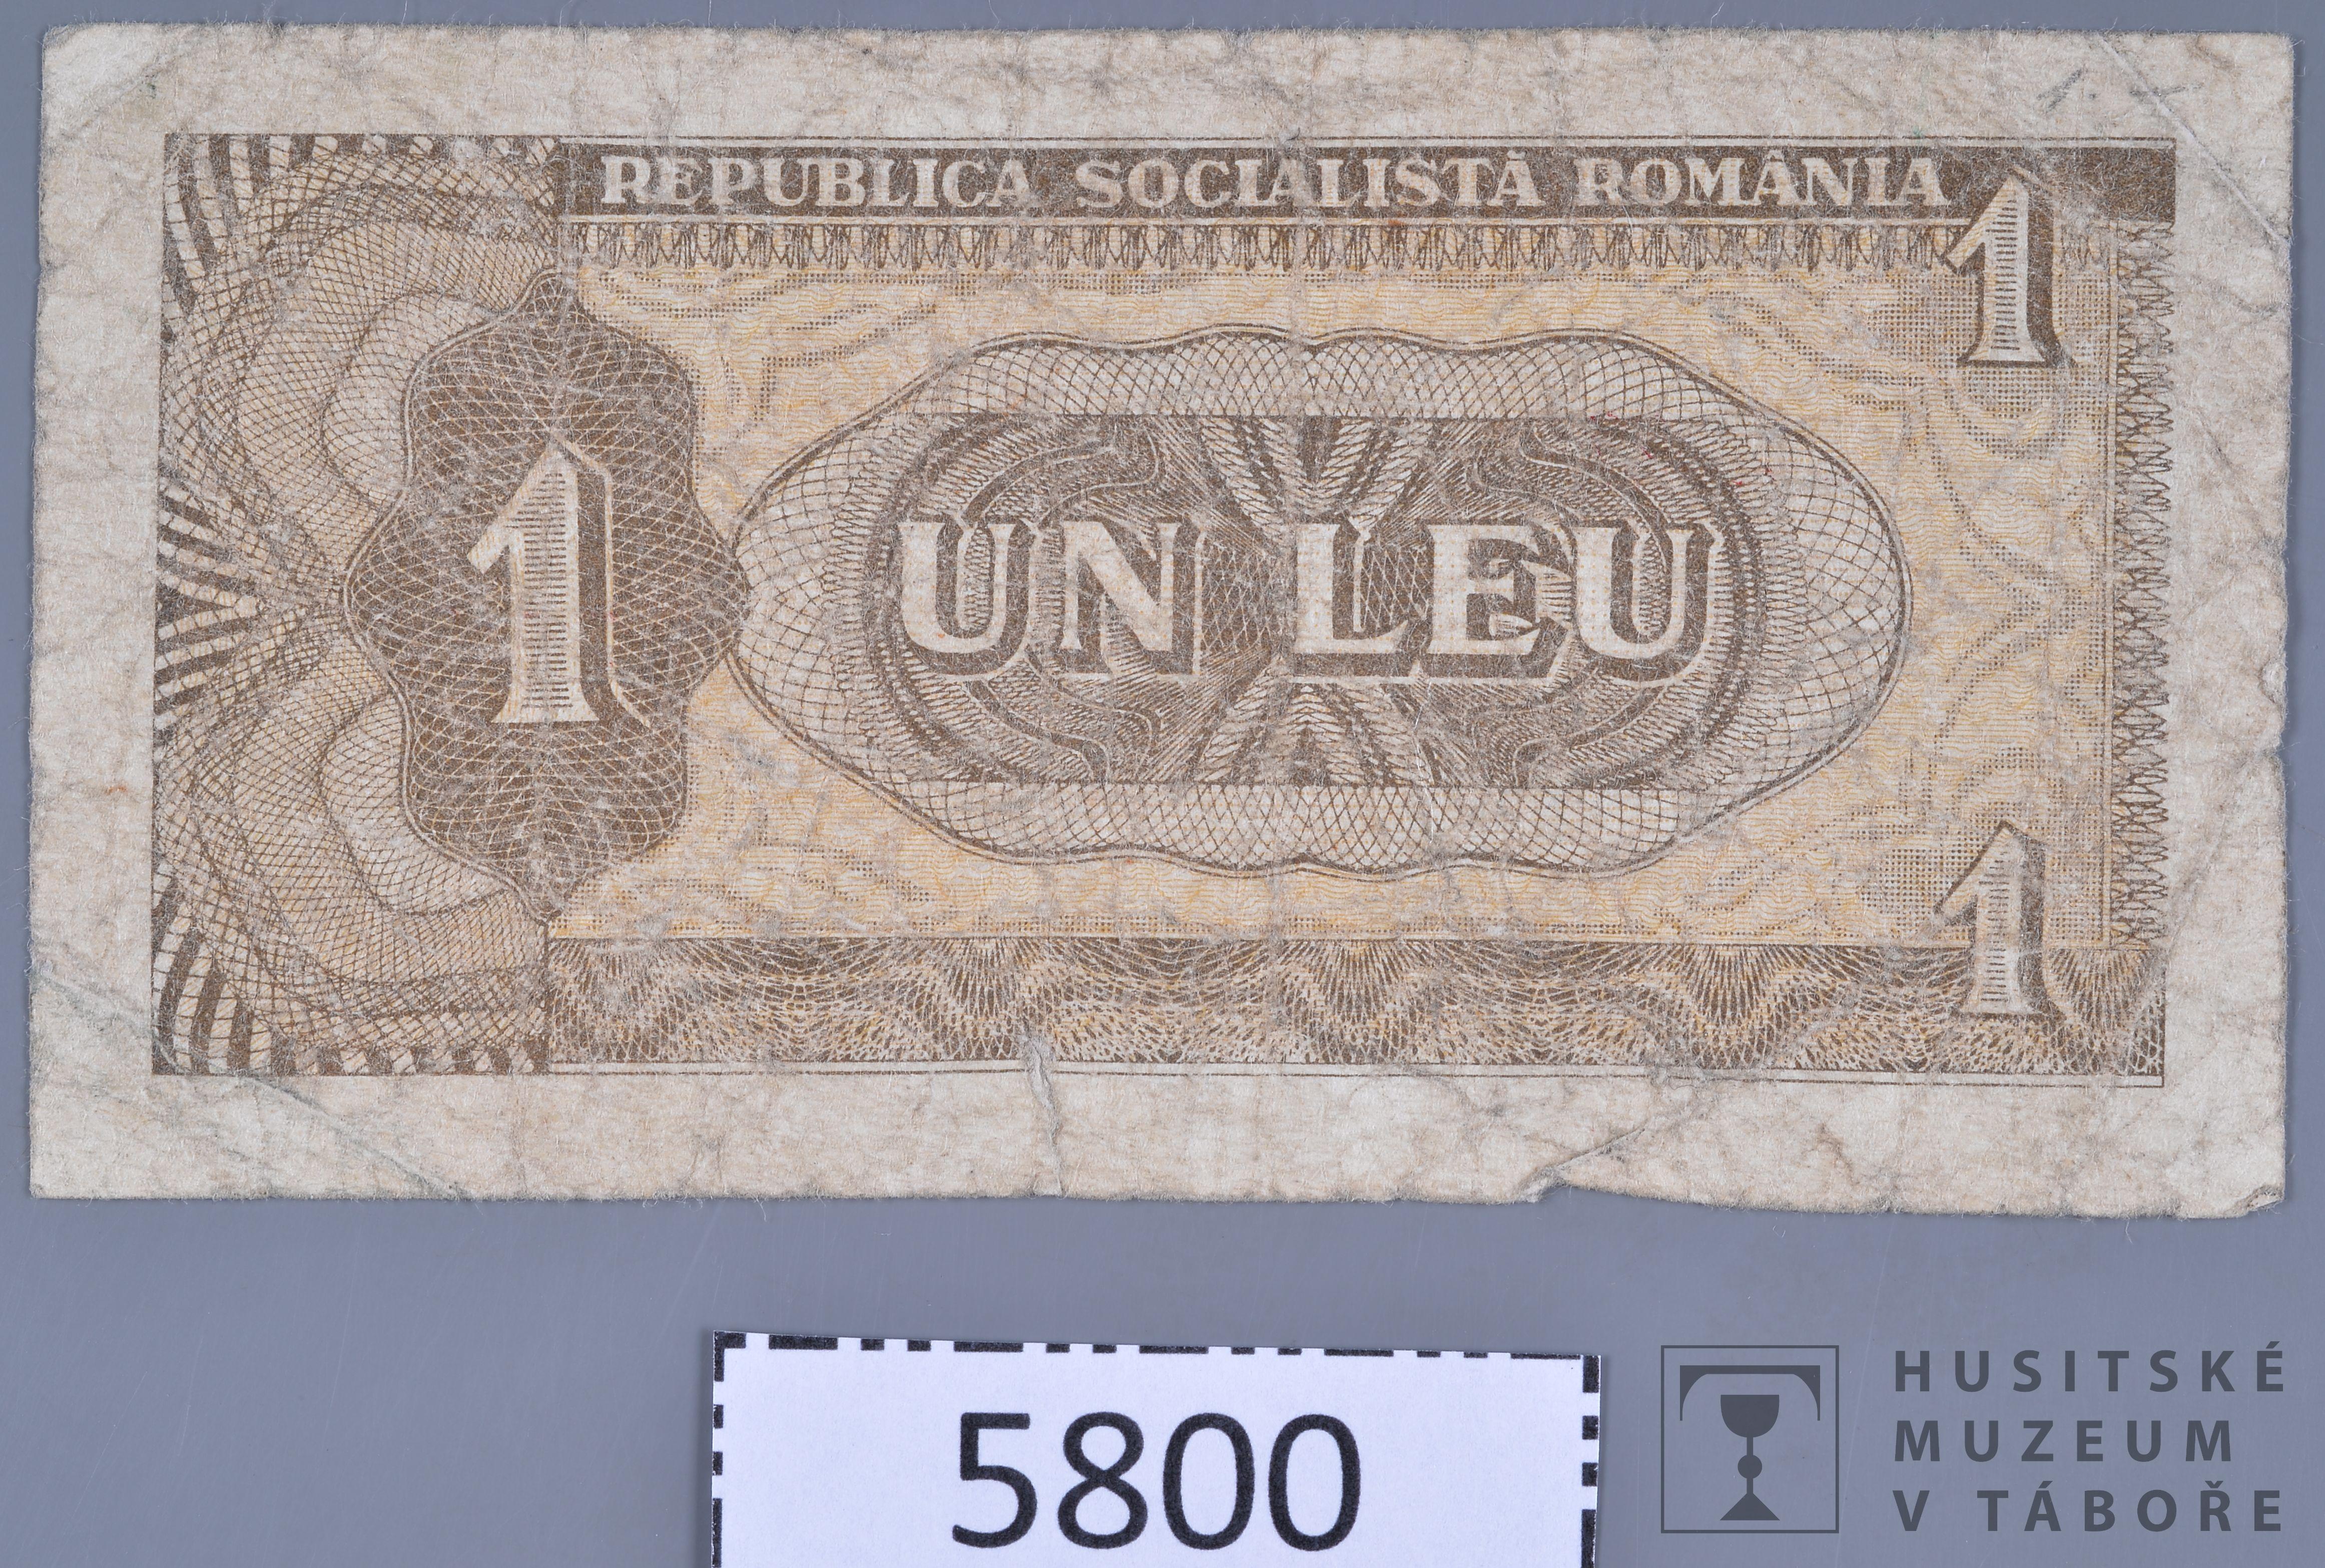 REPUBLICA SOCIALISTĂ ROMÂNIA
1
1
UN LEU
1
5800
HUSITSKÉ
MUZEUM
V TÁBOŘE